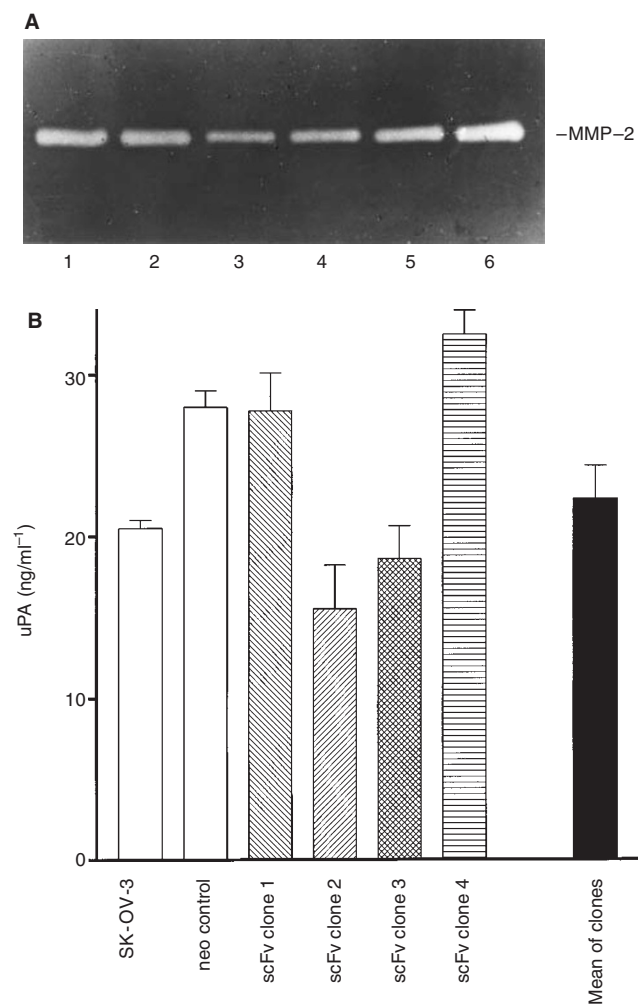 A
–MMP–2
1 2 3 4 5 6
B
30
20
10
0
uPA (ng/ml⁻¹)
SK-OV-3
neo control
scFv clone 1
scFv clone 2
scFv clone 3
scFv clone 4
Mean of clones